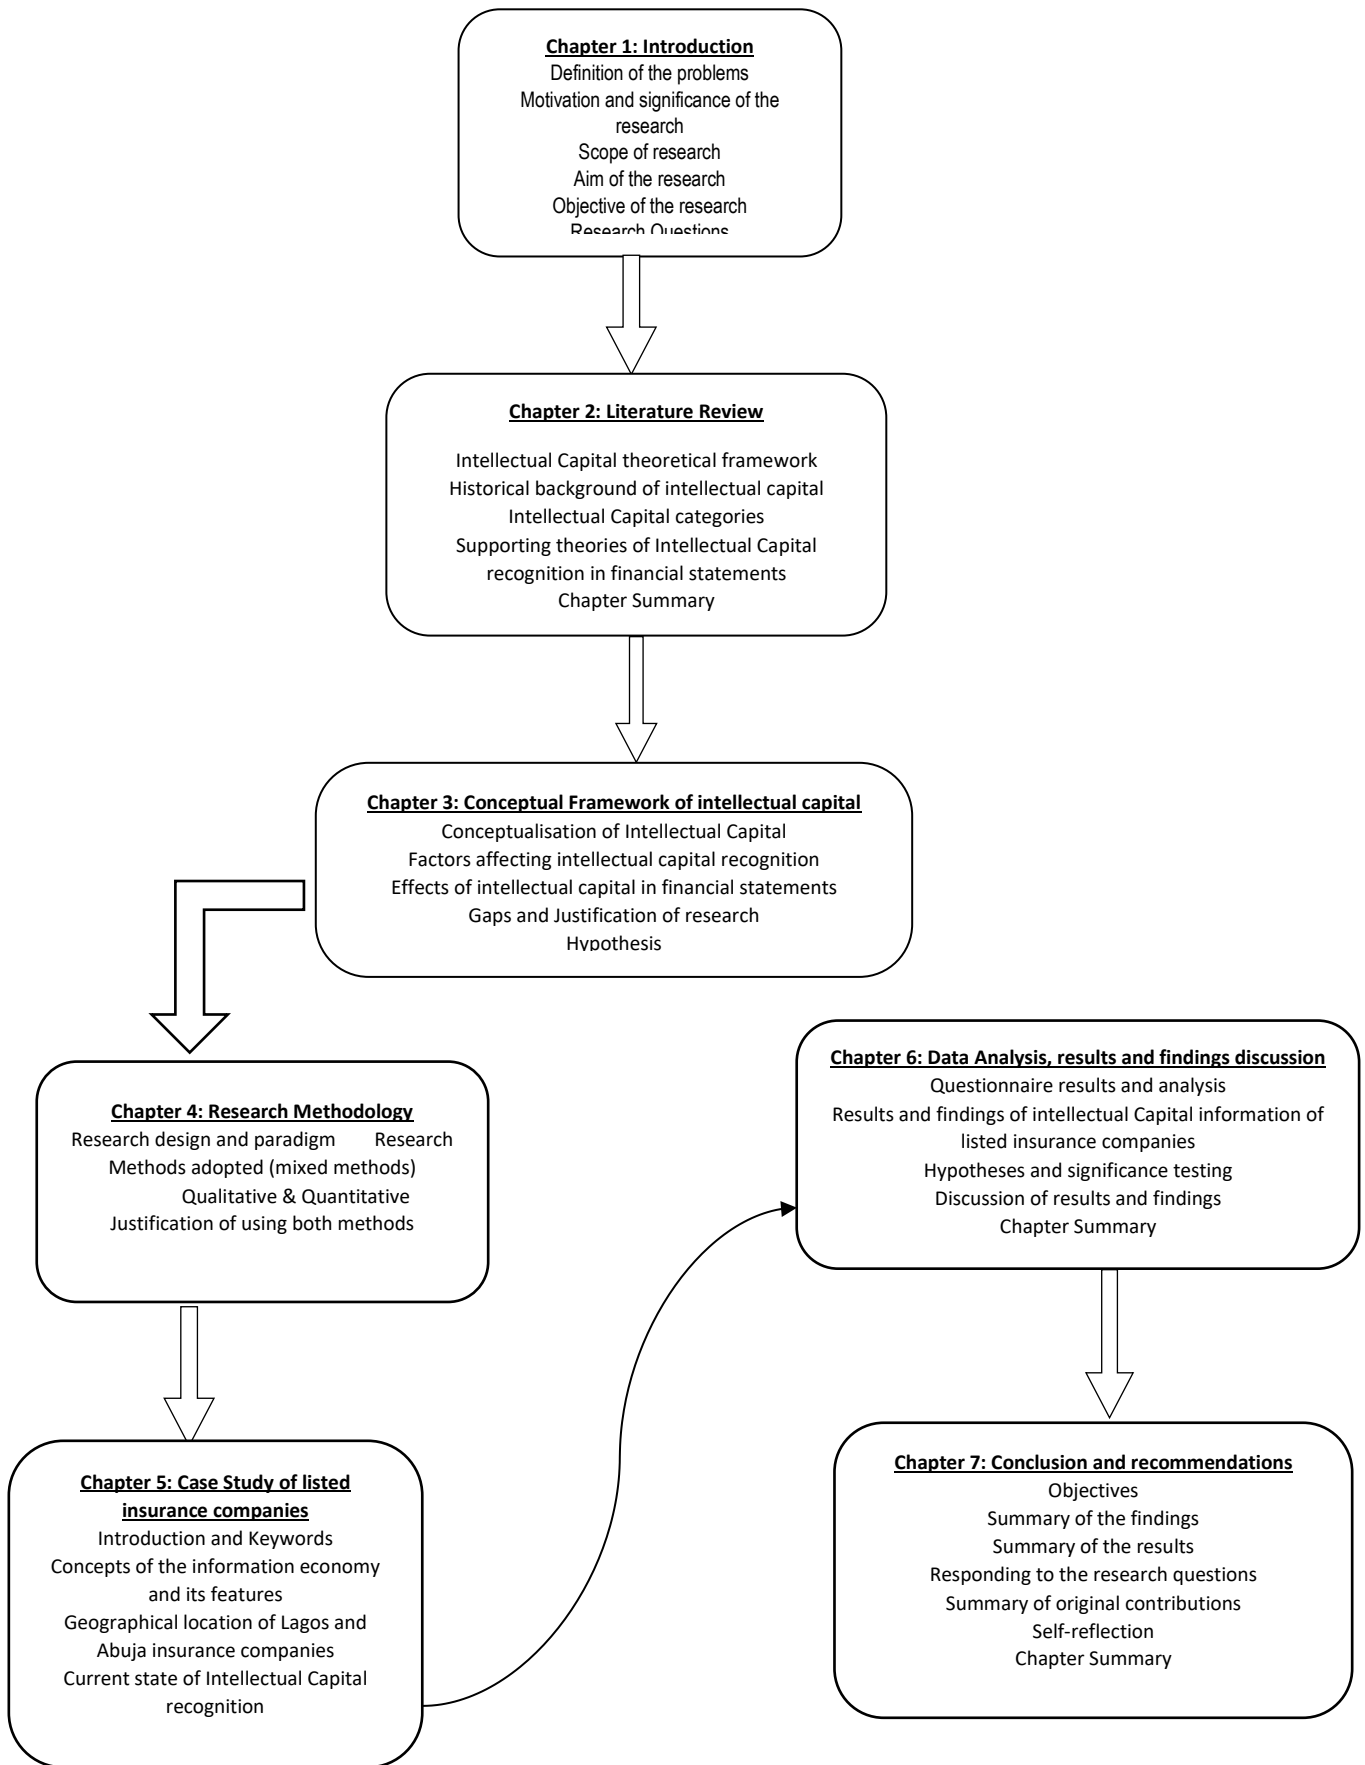 Chapter 1: Introduction
Definition of the problems
Motivation and significance of the
research
Scope of research
Aim of the research
Objective of the research
Research Questions
Chapter 2: Literature Review
Intellectual Capital theoretical framework
Historical background of intellectual capital
Intellectual Capital categories
Supporting theories of Intellectual Capital
recognition in financial statements
Chapter Summary
Chapter 3: Conceptual Framework of intellectual capital
Conceptualisation of Intellectual Capital
Factors affecting intellectual capital recognition
Effects of intellectual capital in financial statements
Gaps and Justification of research
Hypothesis
Chapter 4: Research Methodology
Research design and paradigm Research
Methods adopted (mixed methods)
Qualitative & Quantitative
Justification of using both methods
Chapter 5: Case Study of listed
insurance companies
Introduction and Keywords
Concepts of the information economy
and its features
Geographical location of Lagos and
Abuja insurance companies
Current state of Intellectual Capital
recognition
Chapter 6: Data Analysis, results and findings discussion
Questionnaire results and analysis
Results and findings of intellectual Capital information of
listed insurance companies
Hypotheses and significance testing
Discussion of results and findings
Chapter Summary
Chapter 7: Conclusion and recommendations
Objectives
Summary of the findings
Summary of the results
Responding to the research questions
Summary of original contributions
Self-reflection
Chapter Summary